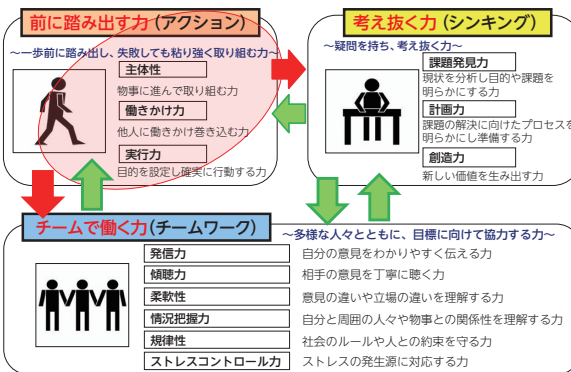 前に踏み出す力(アクション)
～一歩前に踏み出し、失敗しても粘り強く取り組む力～
主体性
物事に進んで取り組む力
働きかけ力
他人に働きかけ巻き込む力
実行力
目的を設定し確実に行動する力
考え抜く力(シンキング)
～疑問を持ち、考え抜く力～
課題発見力
現状を分析し目的や課題を
明らかにする力
計画力
課題の解決に向けたプロセスを
明らかにし準備する力
創造力
新しい価値を生み出す力
チームで働く力(チームワーク)
～多様な人々とともに、目標に向けて協力する力～
発信力
自分の意見をわかりやすく伝える力
傾聴力
相手の意見を丁寧に聴く力
柔軟性
意見の違いや立場の違いを理解する力
情況把握力
自分と周囲の人々や物事との関係性を理解する力
規律性
社会のルールや人との約束を守る力
ストレスコントロール力
ストレスの発生源に対応する力